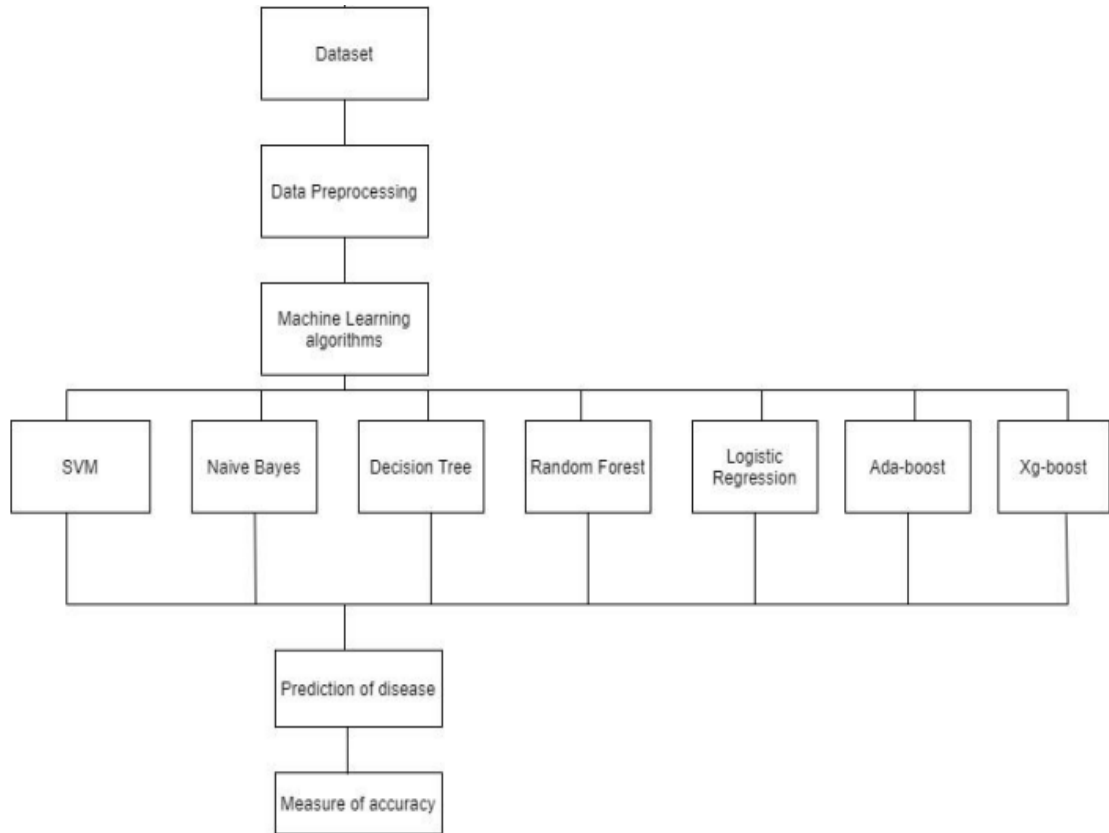 Dataset
Data Preprocessing
Machine Learning
algorithms
SVM
Naive Bayes
Decision Tree
Random Forest
Logistic
Regression
Ada-boost
Xg-boost
Prediction of disease
Measure of accuracy